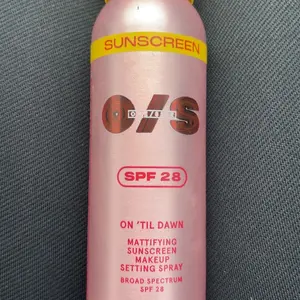 SUNSCREEN
O/S
SPF 28
ON 'TIL DAWN
MATTIFYING
SUNSCREEN
MAKEUP
SETTING SPRAY
BROAD SPECTRUM
SPF 28